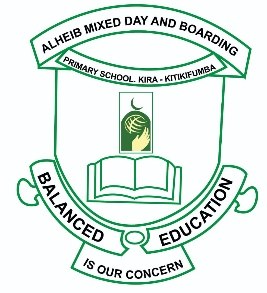 ALHEIB MIXED DAY AND BOARDING
PRIMARY SCHOOL. KIRA - KITIKIFUMBA
BALANCED EDUCATION
IS OUR CONCERN